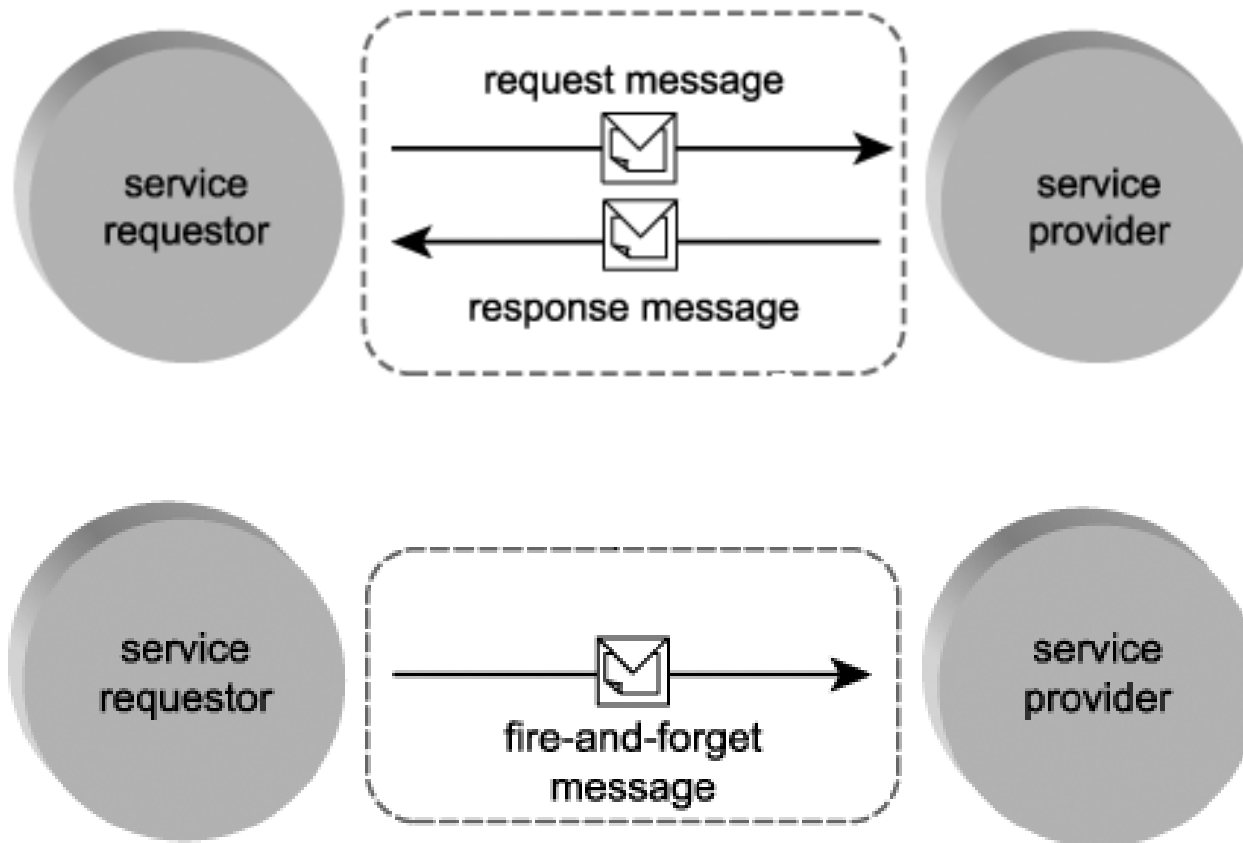 request message
service
requestor
service
provider
response message
service
requestor
service
provider
fire-and-forget
message